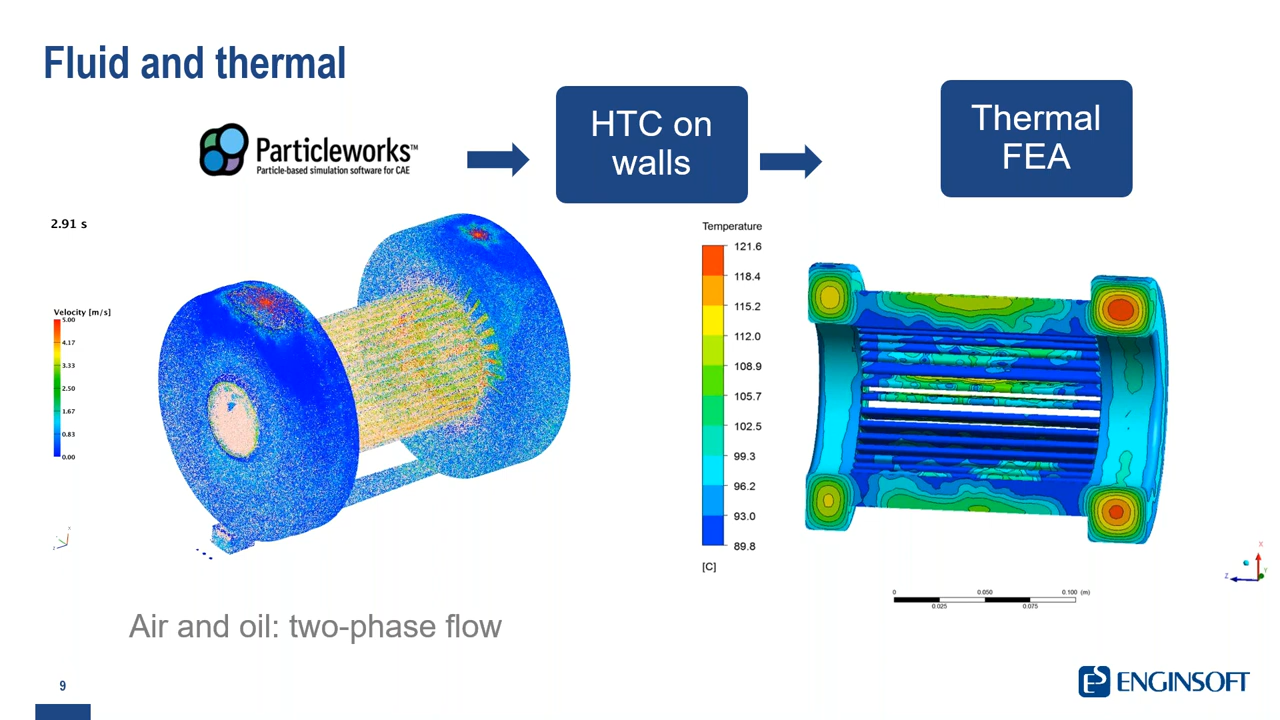 Fluid and thermal
Particleworks™
Particle-based simulation software for CAE
HTC on
walls
Thermal
FEA
2.91 s
Velocity [m/s]
5.00
4.17
3.33
2.50
1.67
0.83
0.00
Temperature
121.6
118.4
115.2
112.0
108.9
105.7
102.5
99.3
96.2
93.0
89.8
[C]
0 0.050 0.100 (m)
0.025 0.075
X
Y
Z
Air and oil: two-phase flow
9
ENGINSOFT